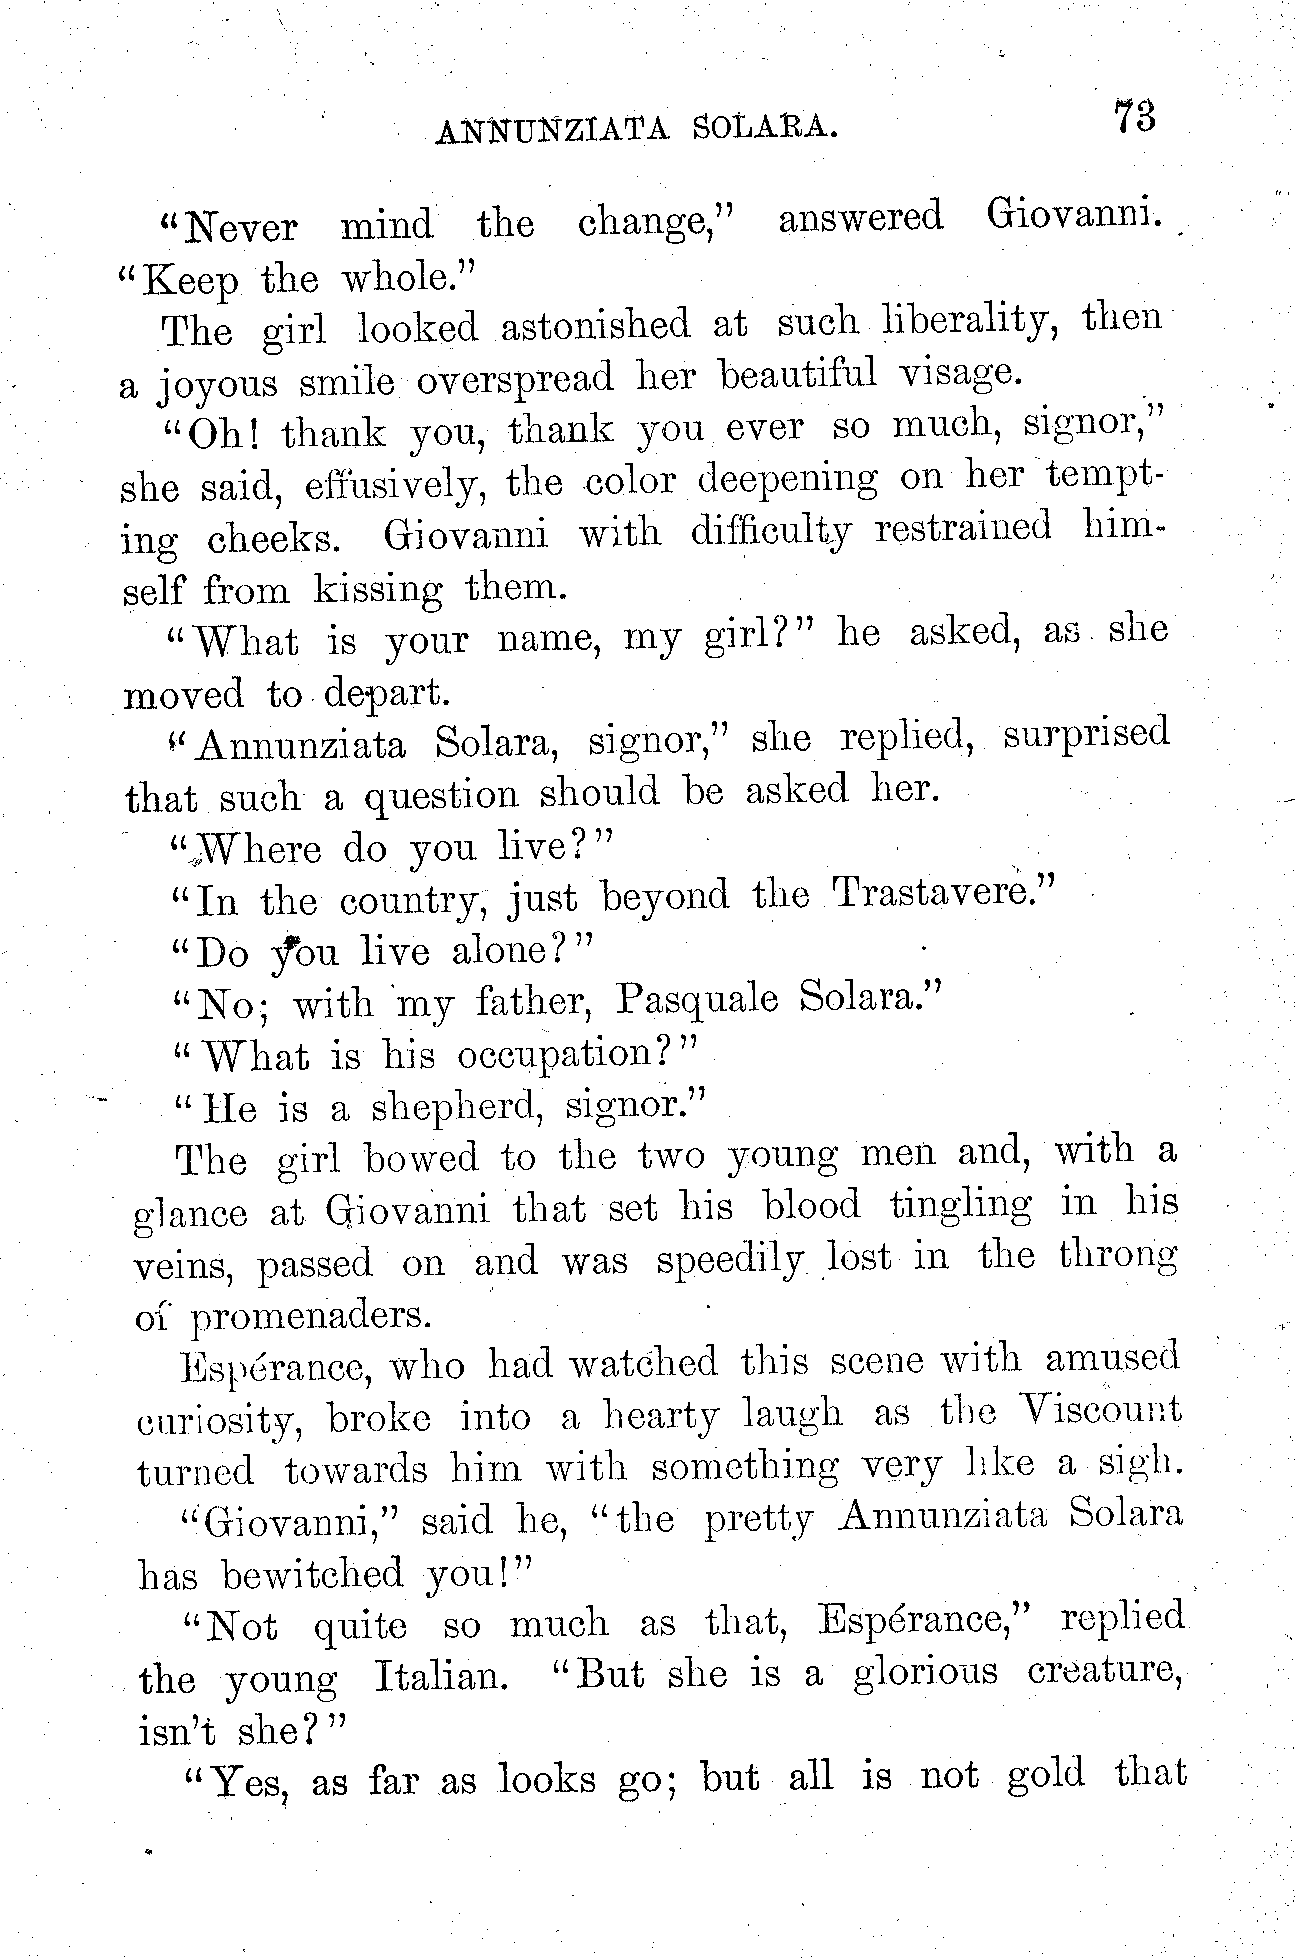 ANNUNZIATA SOLARA. 73
"Never mind the change," answered Giovanni.
"Keep the whole."
The girl looked astonished at such liberality, then
a joyous smile overspread her beautiful visage.
"Oh! thank you, thank you ever so much, signor,"
she said, effusively, the color deepening on her tempt-
ing cheeks. Giovanni with difficulty restrained him-
self from kissing them.
"What is your name, my girl?" he asked, as she
moved to depart.
"Annunziata Solara, signor," she replied, surprised
that such a question should be asked her.
"Where do you live?"
"In the country, just beyond the Trastavere."
"Do you live alone?"
"No; with my father, Pasquale Solara."
"What is his occupation?"
"He is a shepherd, signor."
The girl bowed to the two young men and, with a
glance at Giovanni that set his blood tingling in his
veins, passed on and was speedily lost in the throng
of promenaders.
Espérance, who had watched this scene with amused
curiosity, broke into a hearty laugh as the Viscount
turned towards him with something very like a sigh.
"Giovanni," said he, "the pretty Annunziata Solara
has bewitched you!"
"Not quite so much as that, Espérance," replied
the young Italian. "But she is a glorious creature,
isn't she?"
"Yes, as far as looks go; but all is not gold that